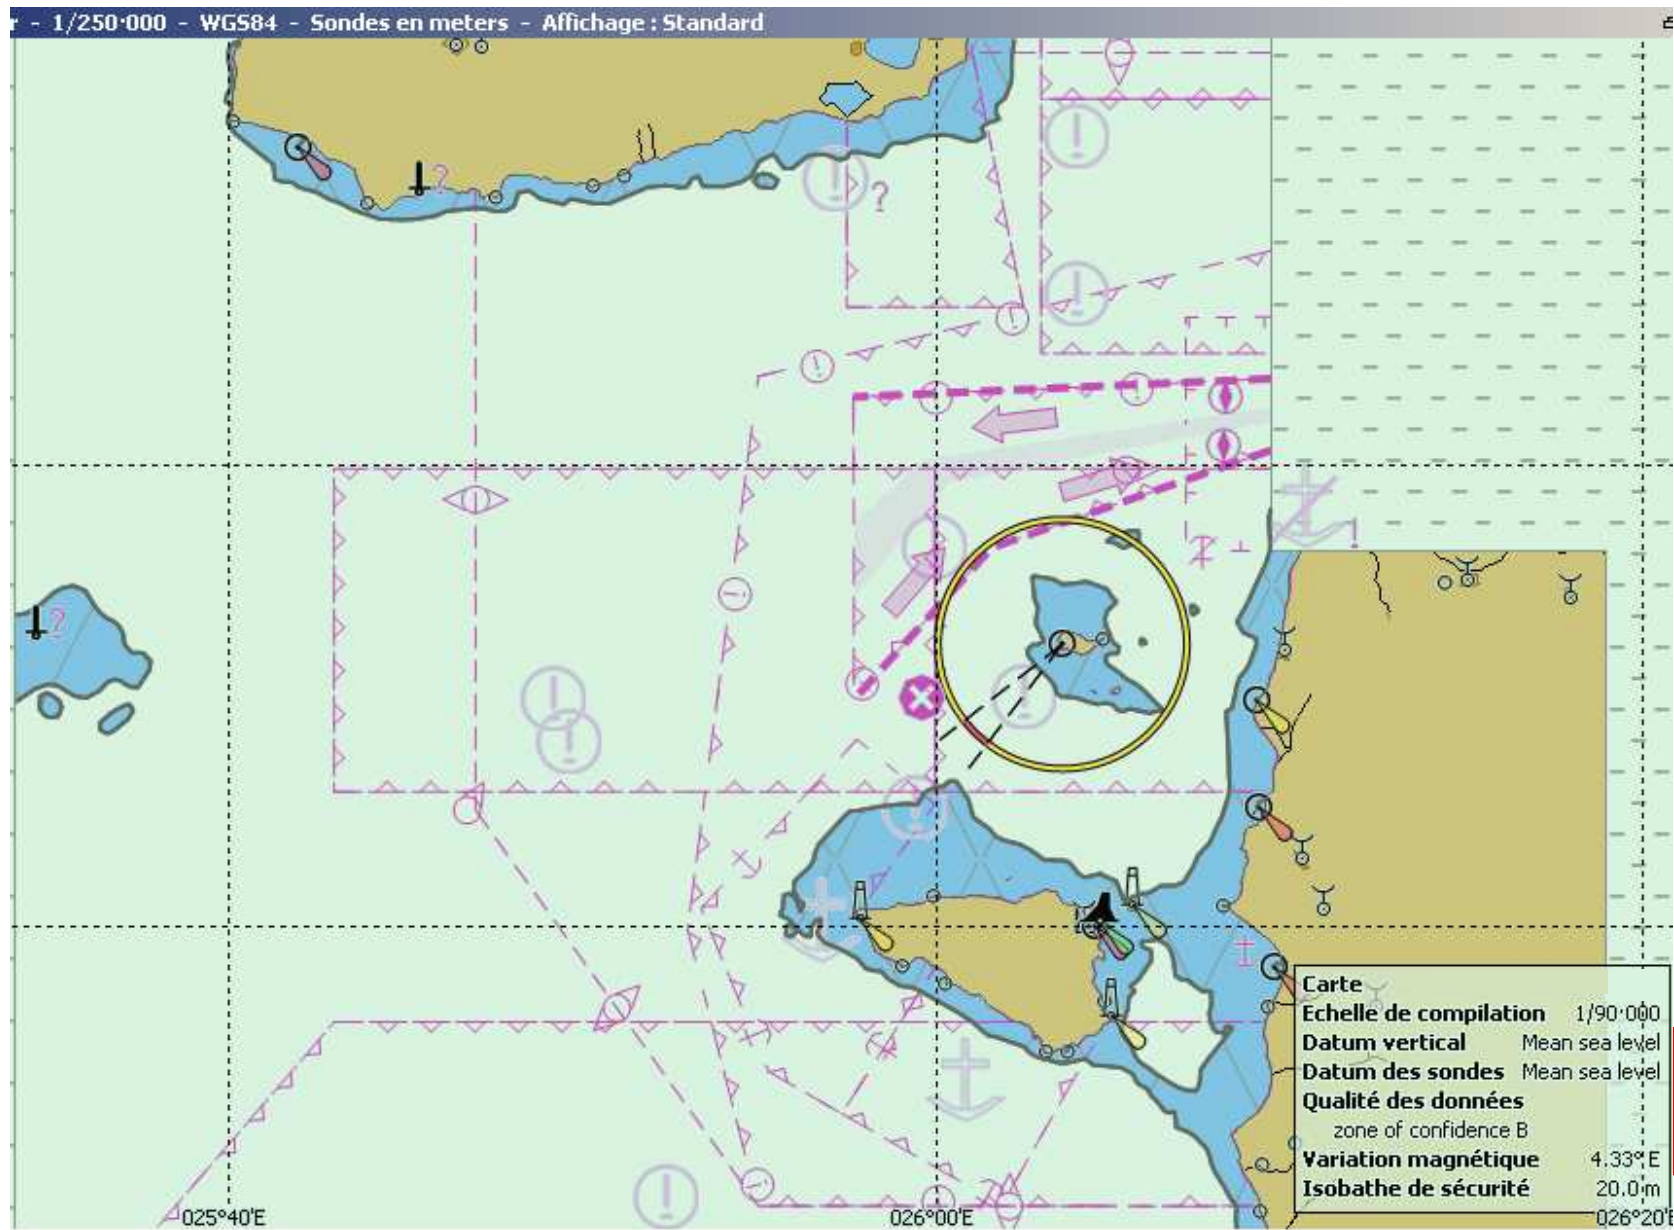 r - 1/250·000 - WGS84 - Sondes en meters - Affichage : Standard
?
?
?
!
Carte
Echelle de compilation 1/90·000
Datum vertical Mean sea level
Datum des sondes Mean sea level
Qualité des données
zone of confidence B
Variation magnétique 4.33° E
Isobathe de sécurité 20.0 m
025°40'E 026°00'E 026°20'E